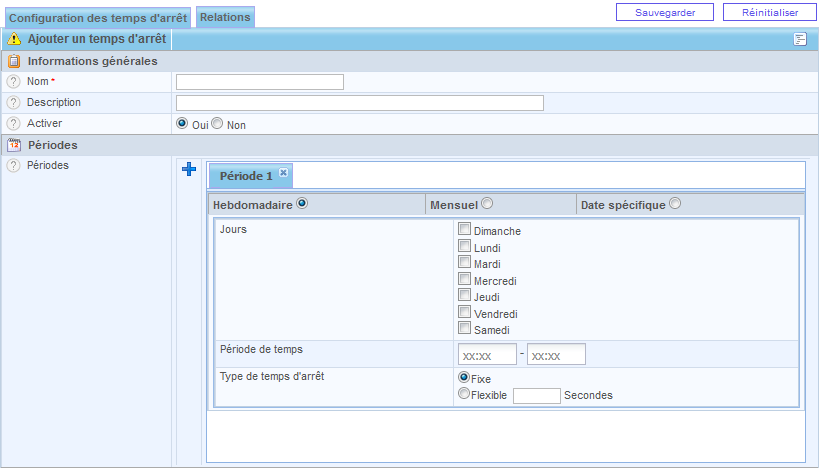 Configuration des temps d'arrêt Relations Sauvegarder Réinitialiser
Ajouter un temps d'arrêt
Informations générales
? Nom *
? Description
? Activer Oui Non
12 Périodes
? Périodes Période 1 x
Hebdomadaire Mensuel Date spécifique
Jours Dimanche
Lundi
Mardi
Mercredi
Jeudi
Vendredi
Samedi
Période de temps xx:xx - xx:xx
Type de temps d'arrêt Fixe
Flexible Secondes